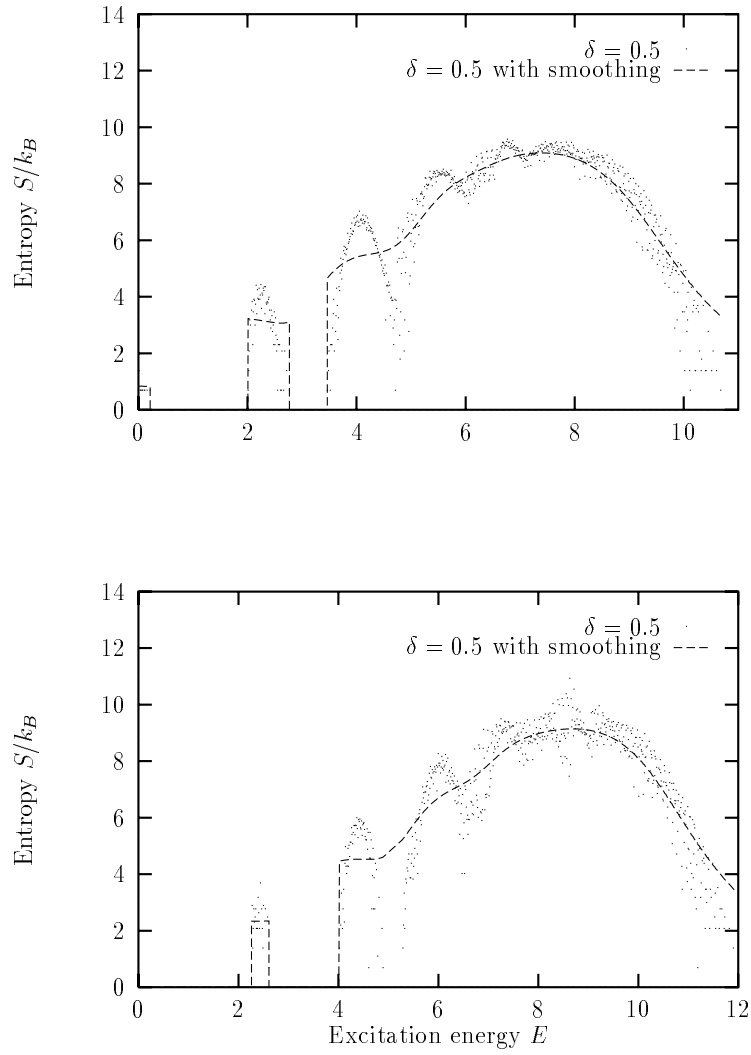 14
12
10
8
6
4
2
0
0 2 4 6 8 10
Entropy S/k_B
δ = 0.5
δ = 0.5 with smoothing
14
12
10
8
6
4
2
0
0 2 4 6 8 10 12
Entropy S/k_B
δ = 0.5
δ = 0.5 with smoothing
Excitation energy E